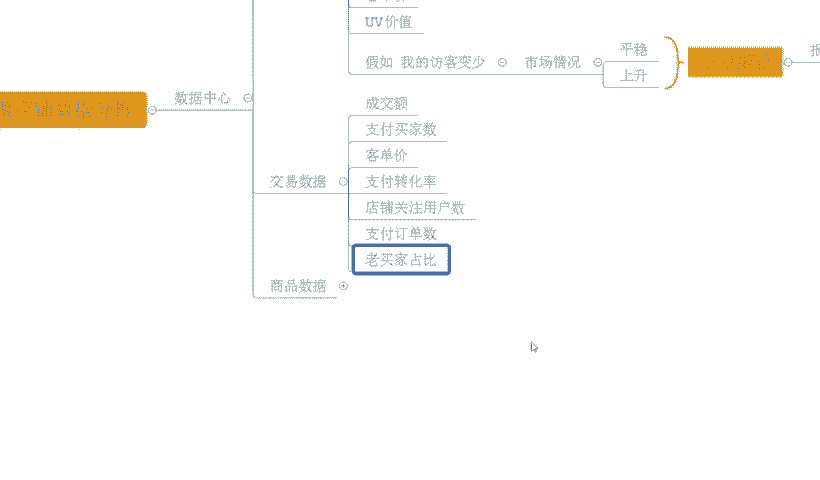 UV价值
假如 我的访客变少
市场情况
平稳
上升
数据中心
交易数据
成交额
支付买家数
客单价
支付转化率
店铺关注用户数
支付订单数
老买家占比
商品数据